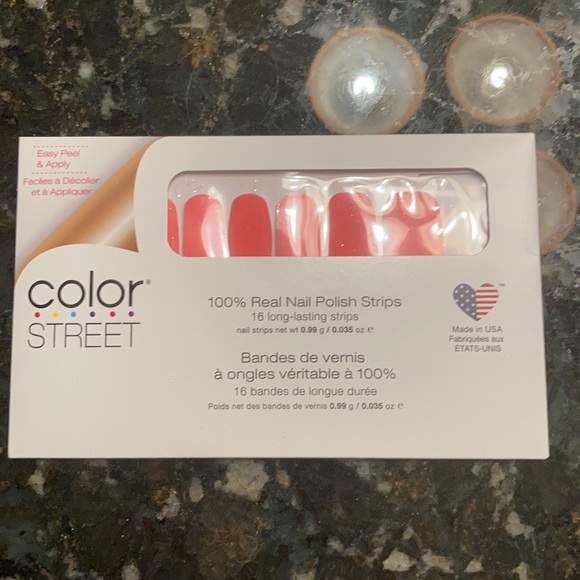 Easy Peel
& Apply
Faciles à Décoller
et à Appliquer
color®
STREET
100% Real Nail Polish Strips
16 long-lasting strips
nail strips net wt 0.99 g / 0.035 oz ℮
Bandes de vernis
à ongles véritable à 100%
16 bandes de longue durée
Poids net des bandes de vernis 0.99 g / 0.035 oz ℮
™
Made in USA
Fabriquées aux
ÉTATS-UNIS